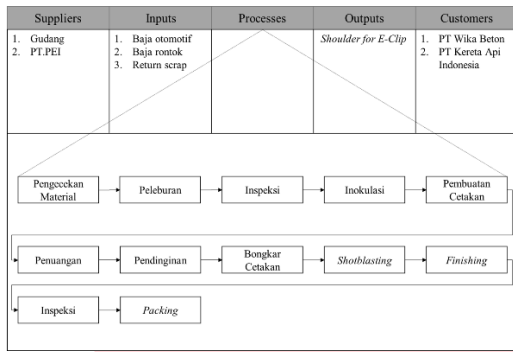 Suppliers
Inputs
Processes
Outputs
Customers
1. Gudang
2. PT.PEI
1. Baja otomotif
2. Baja rontok
3. Return scrap
Shoulder for E-Clip
1. PT Wika Beton
2. PT Kereta Api
Indonesia
Pengecekan
Material
Peleburan
Inspeksi
Inokulasi
Pembuatan
Cetakan
Penuangan
Pendinginan
Bongkar
Cetakan
Shotblasting
Finishing
Inspeksi
Packing